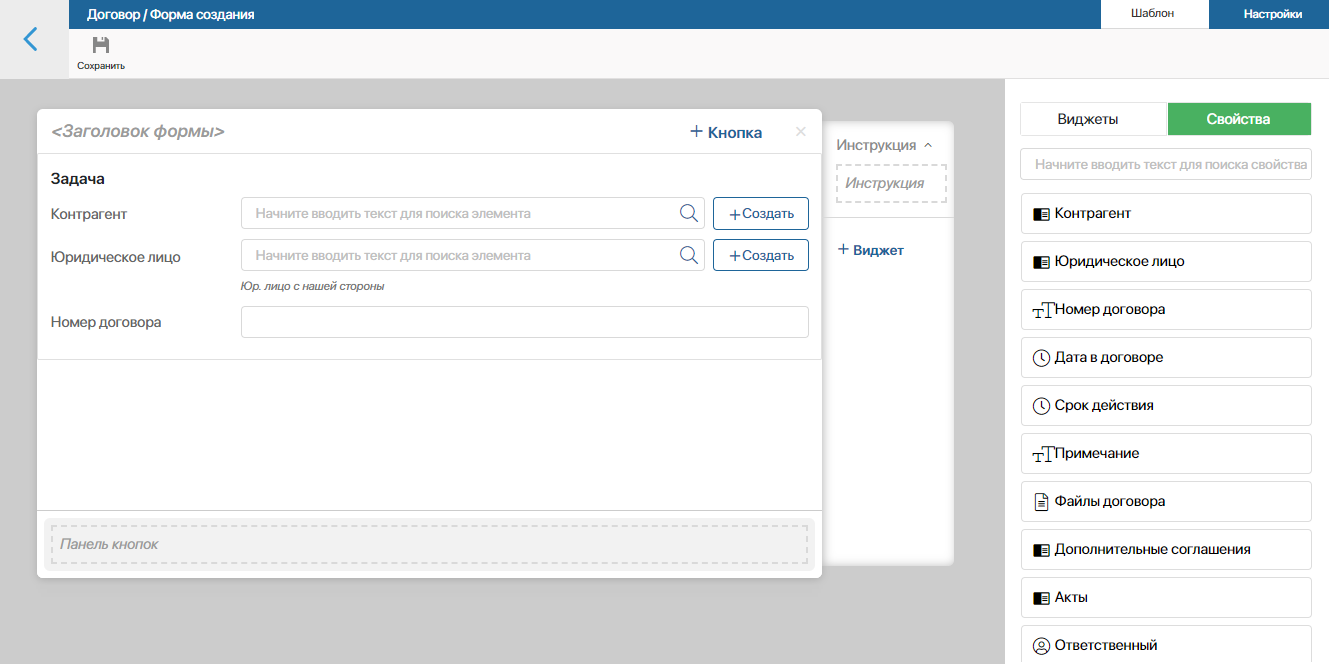 Договор / Форма создания
Шаблон
Настройки
Сохранить
<Заголовок формы>
+ Кнопка
Задача
Контрагент
Начните вводить текст для поиска элемента
+Создать
Юридическое лицо
Начните вводить текст для поиска элемента
+Создать
Юр. лицо с нашей стороны
Номер договора
Панель кнопок
Инструкция
Инструкция
+ Виджет
Виджеты
Свойства
Начните вводить текст для поиска свойства
Контрагент
Юридическое лицо
Номер договора
Дата в договоре
Срок действия
Примечание
Файлы договора
Дополнительные соглашения
Акты
Ответственный